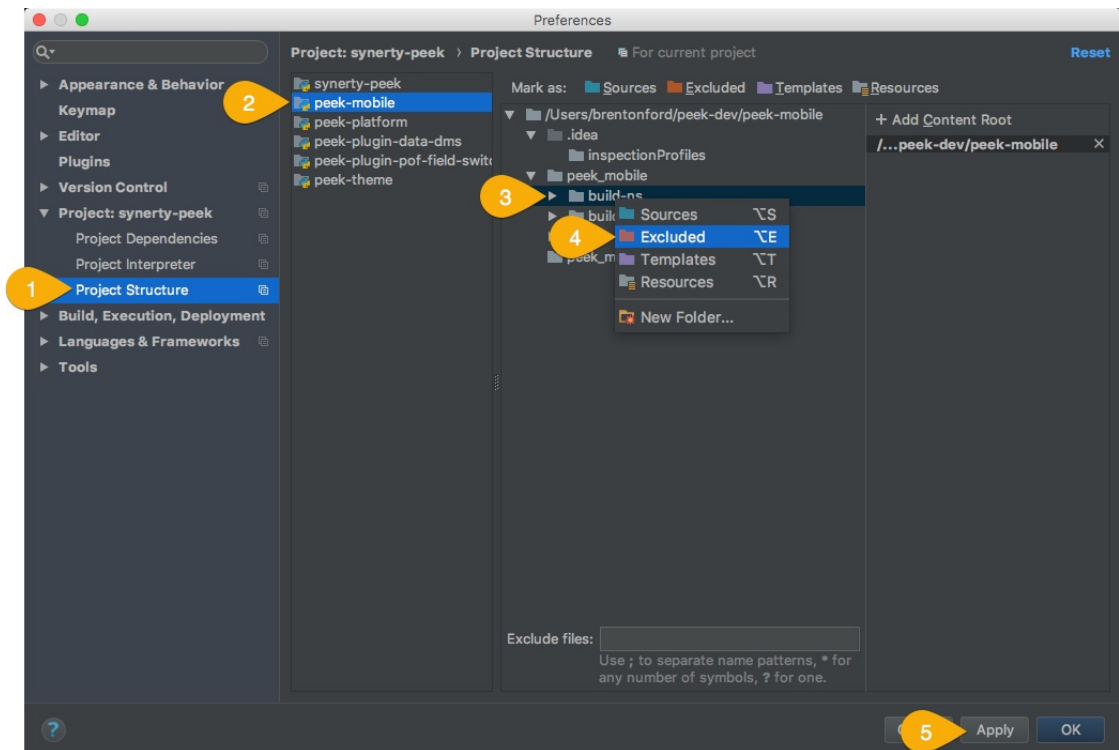 Preferences
Project: synerty-peek › Project Structure
For current project
Reset
Appearance & Behavior
Keymap
Editor
Plugins
Version Control
Project: synerty-peek
Project Dependencies
Project Interpreter
1
Project Structure
Build, Execution, Deployment
Languages & Frameworks
Tools
synerty-peek
2
peek-mobile
peek-platform
peek-plugin-data-dms
peek-plugin-pof-field-swit
peek-theme
Mark as: Sources Excluded Templates Resources
/Users/brentonford/peek-dev/peek-mobile
.idea
inspectionProfiles
peek_mobile
3
build-ns
buil
peek_m
Sources ⌥S
4
Excluded ⌥E
Templates ⌥T
Resources ⌥R
New Folder...
+ Add Content Root
/...peek-dev/peek-mobile ×
Exclude files:
Use ; to separate name patterns, * for
any number of symbols, ? for one.
?
5
Apply
OK